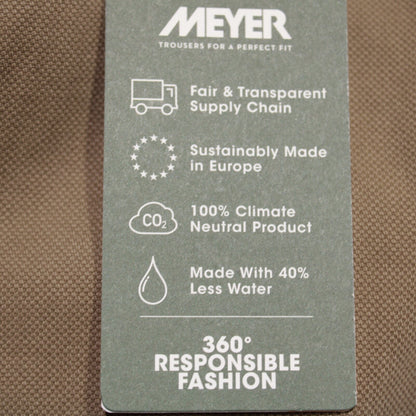 MEYER
TROUSERS FOR A PERFECT FIT
Fair & Transparent
Supply Chain
Sustainably Made
in Europe
CO₂
100% Climate
Neutral Product
Made With 40%
Less Water
360°
RESPONSIBLE
FASHION